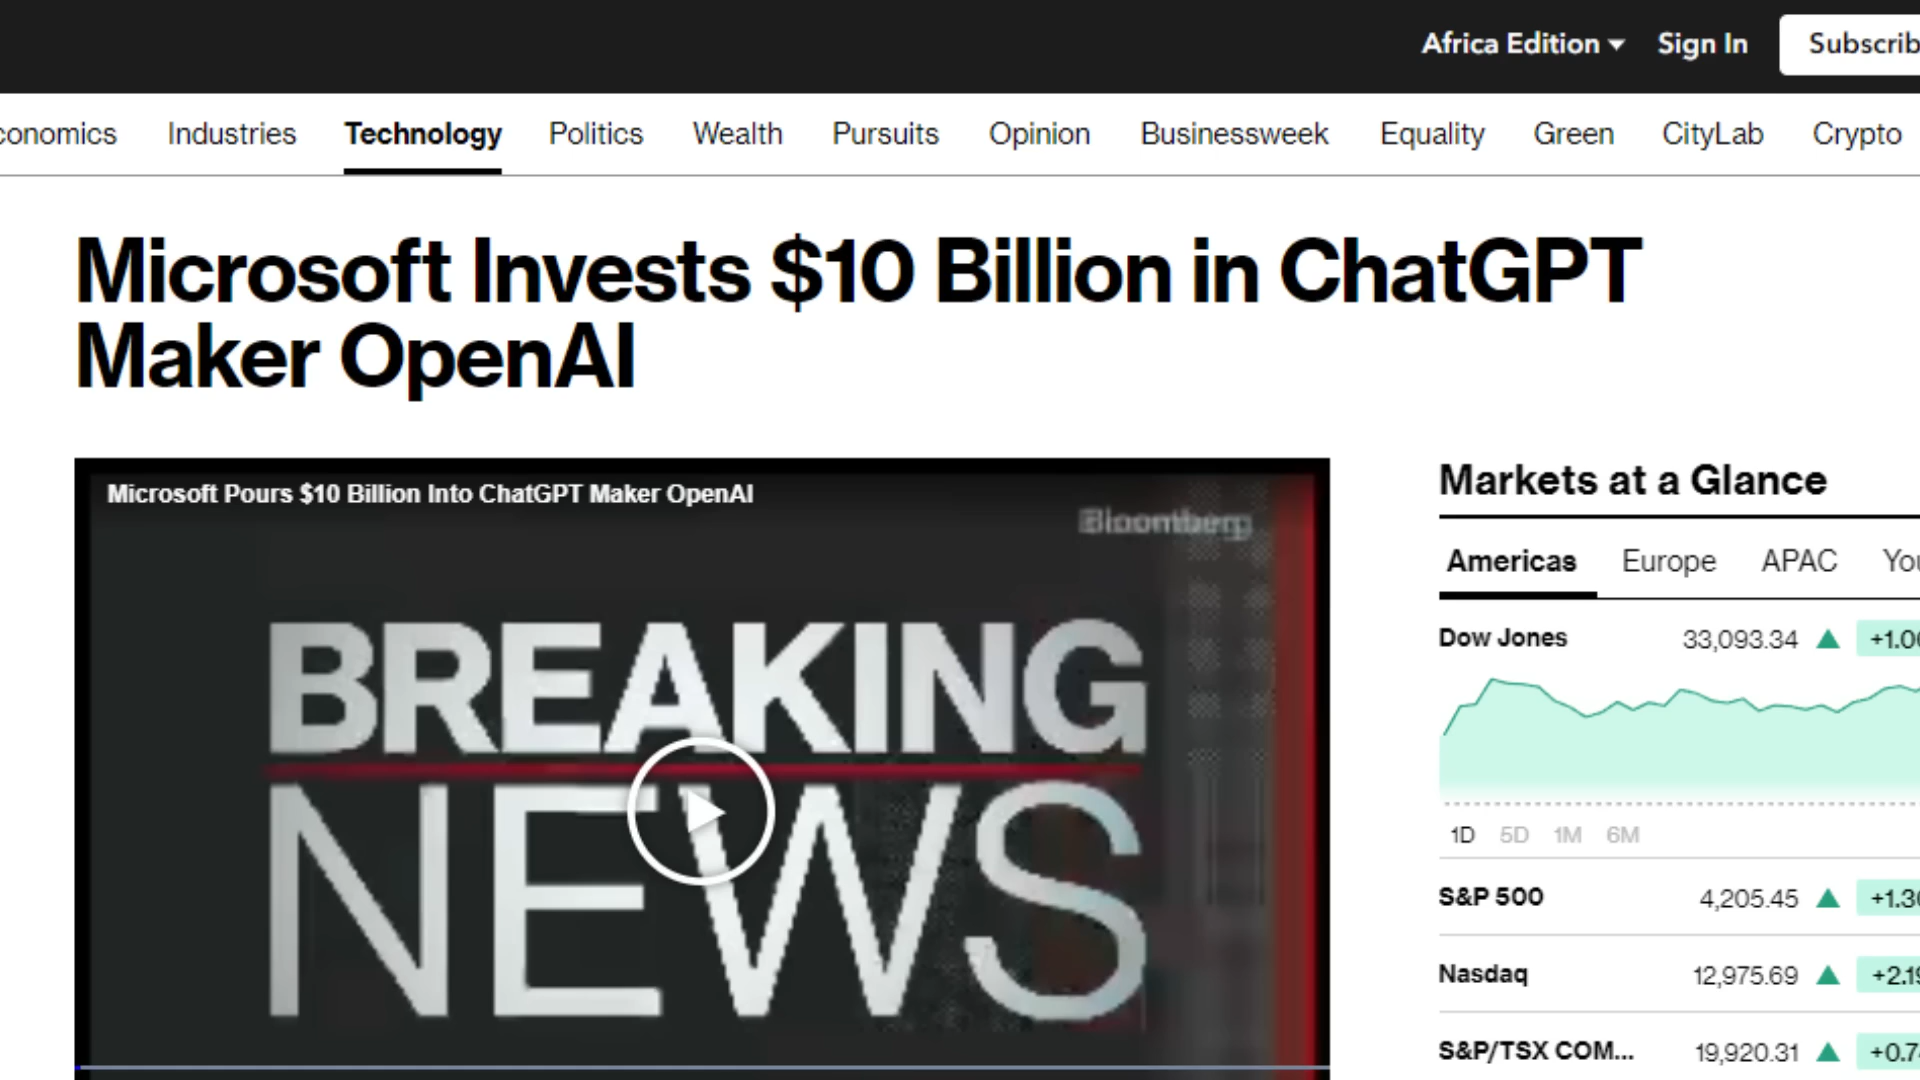 Africa Edition Sign In
Industries Technology Politics Wealth Pursuits Opinion Businessweek Equality Green CityLab Crypto
Microsoft Invests $10 Billion in ChatGPT
Maker OpenAI
Microsoft Pours $10 Billion Into ChatGPT Maker OpenAI
Bloomberg
BREAKING
NEWS
Markets at a Glance
Americas Europe APAC
Dow Jones 33,093.34
1D 5D 1M 6M
S&P 500 4,205.45
Nasdaq 12,975.69
S&P/TSX COM... 19,920.31